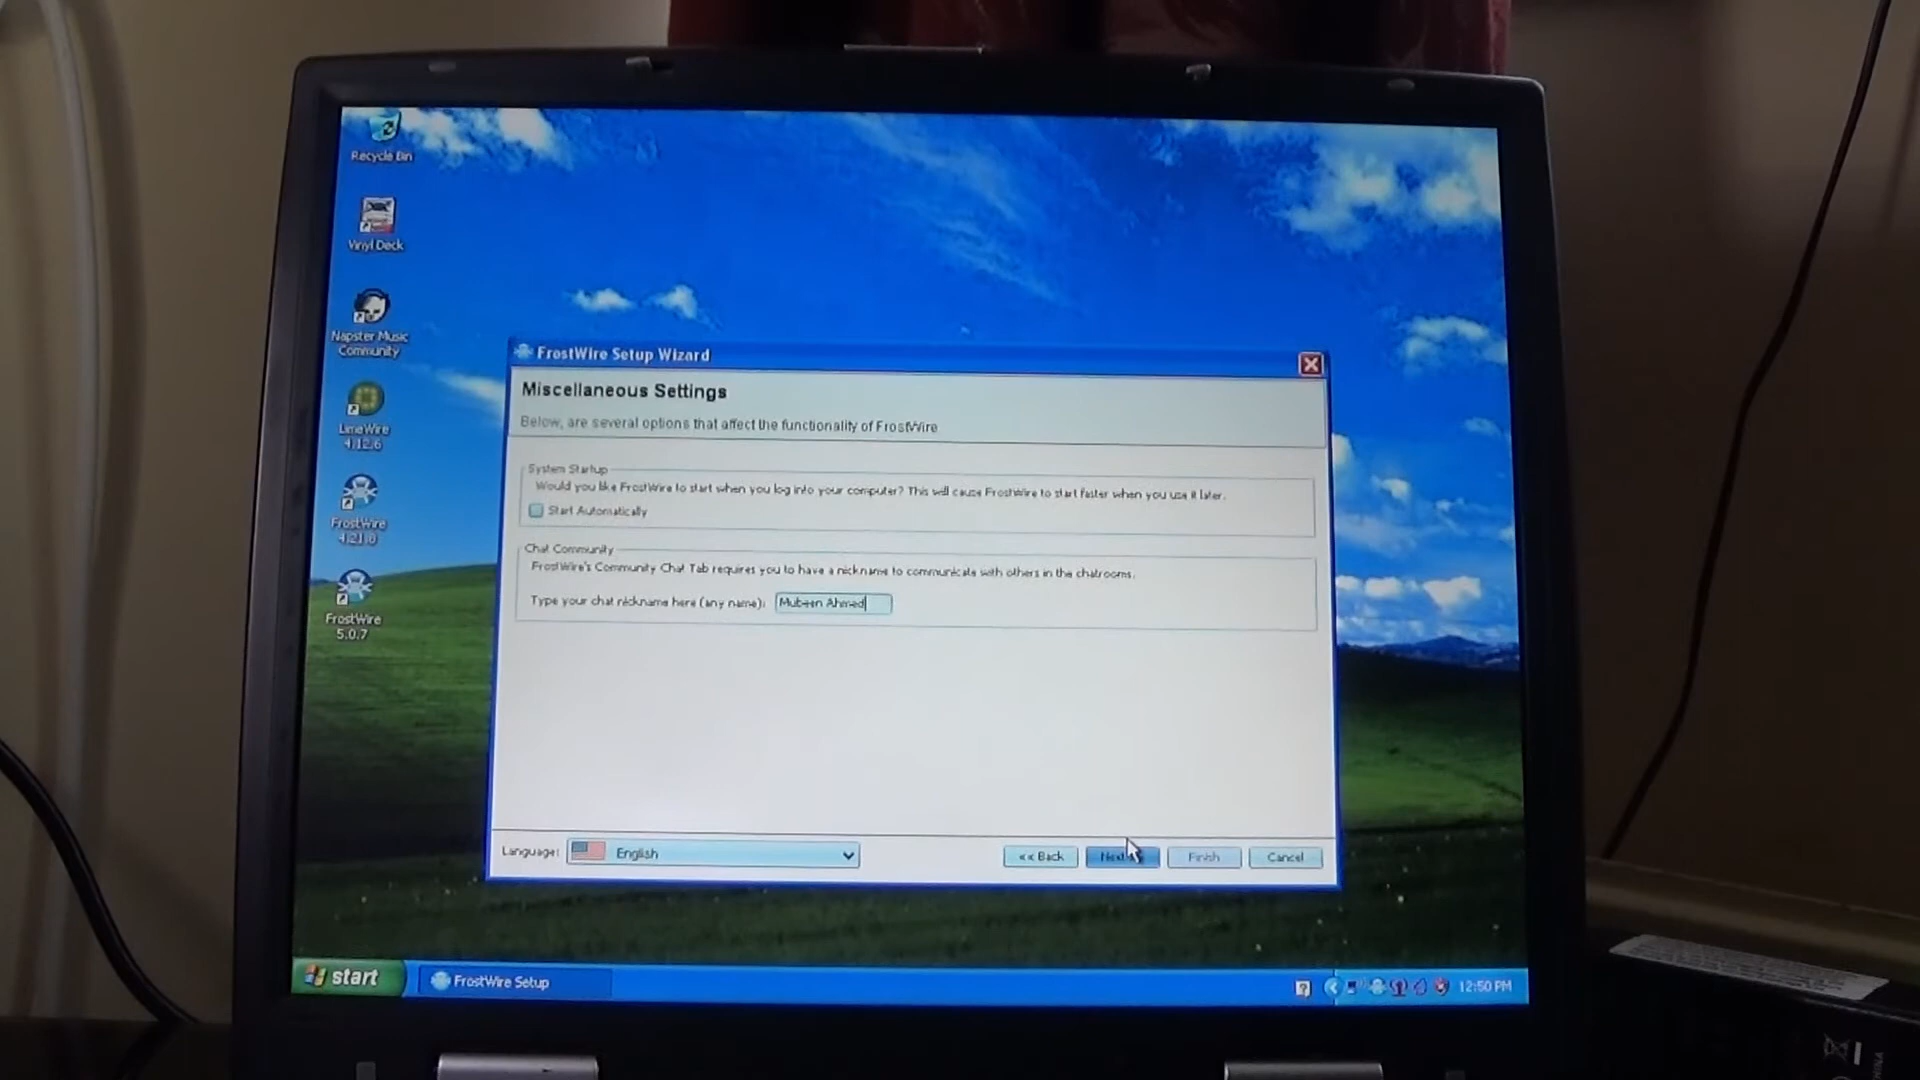 Recycle Bin
Vinyl Deck
Napster Music
Community
LimeWire
4.12.6
FrostWire
4.21.8
FrostWire
5.0.7
FrostWire Setup Wizard
Miscellaneous Settings
Below, are several options that affect the functionality of FrostWire
System Startup
Would you like FrostWire to start when you log into your computer? This will cause FrostWire to start faster when you use it later.
Start Automatically
Chat Community
FrostWire's Community Chat Tab requires you to have a nickname to communicate with others in the chatrooms.
Type your chat nickname here (any name):
Mubeen Ahmed
Language:
English
<< Back
Next
Finish
Cancel
start
FrostWire Setup
12:50 PM